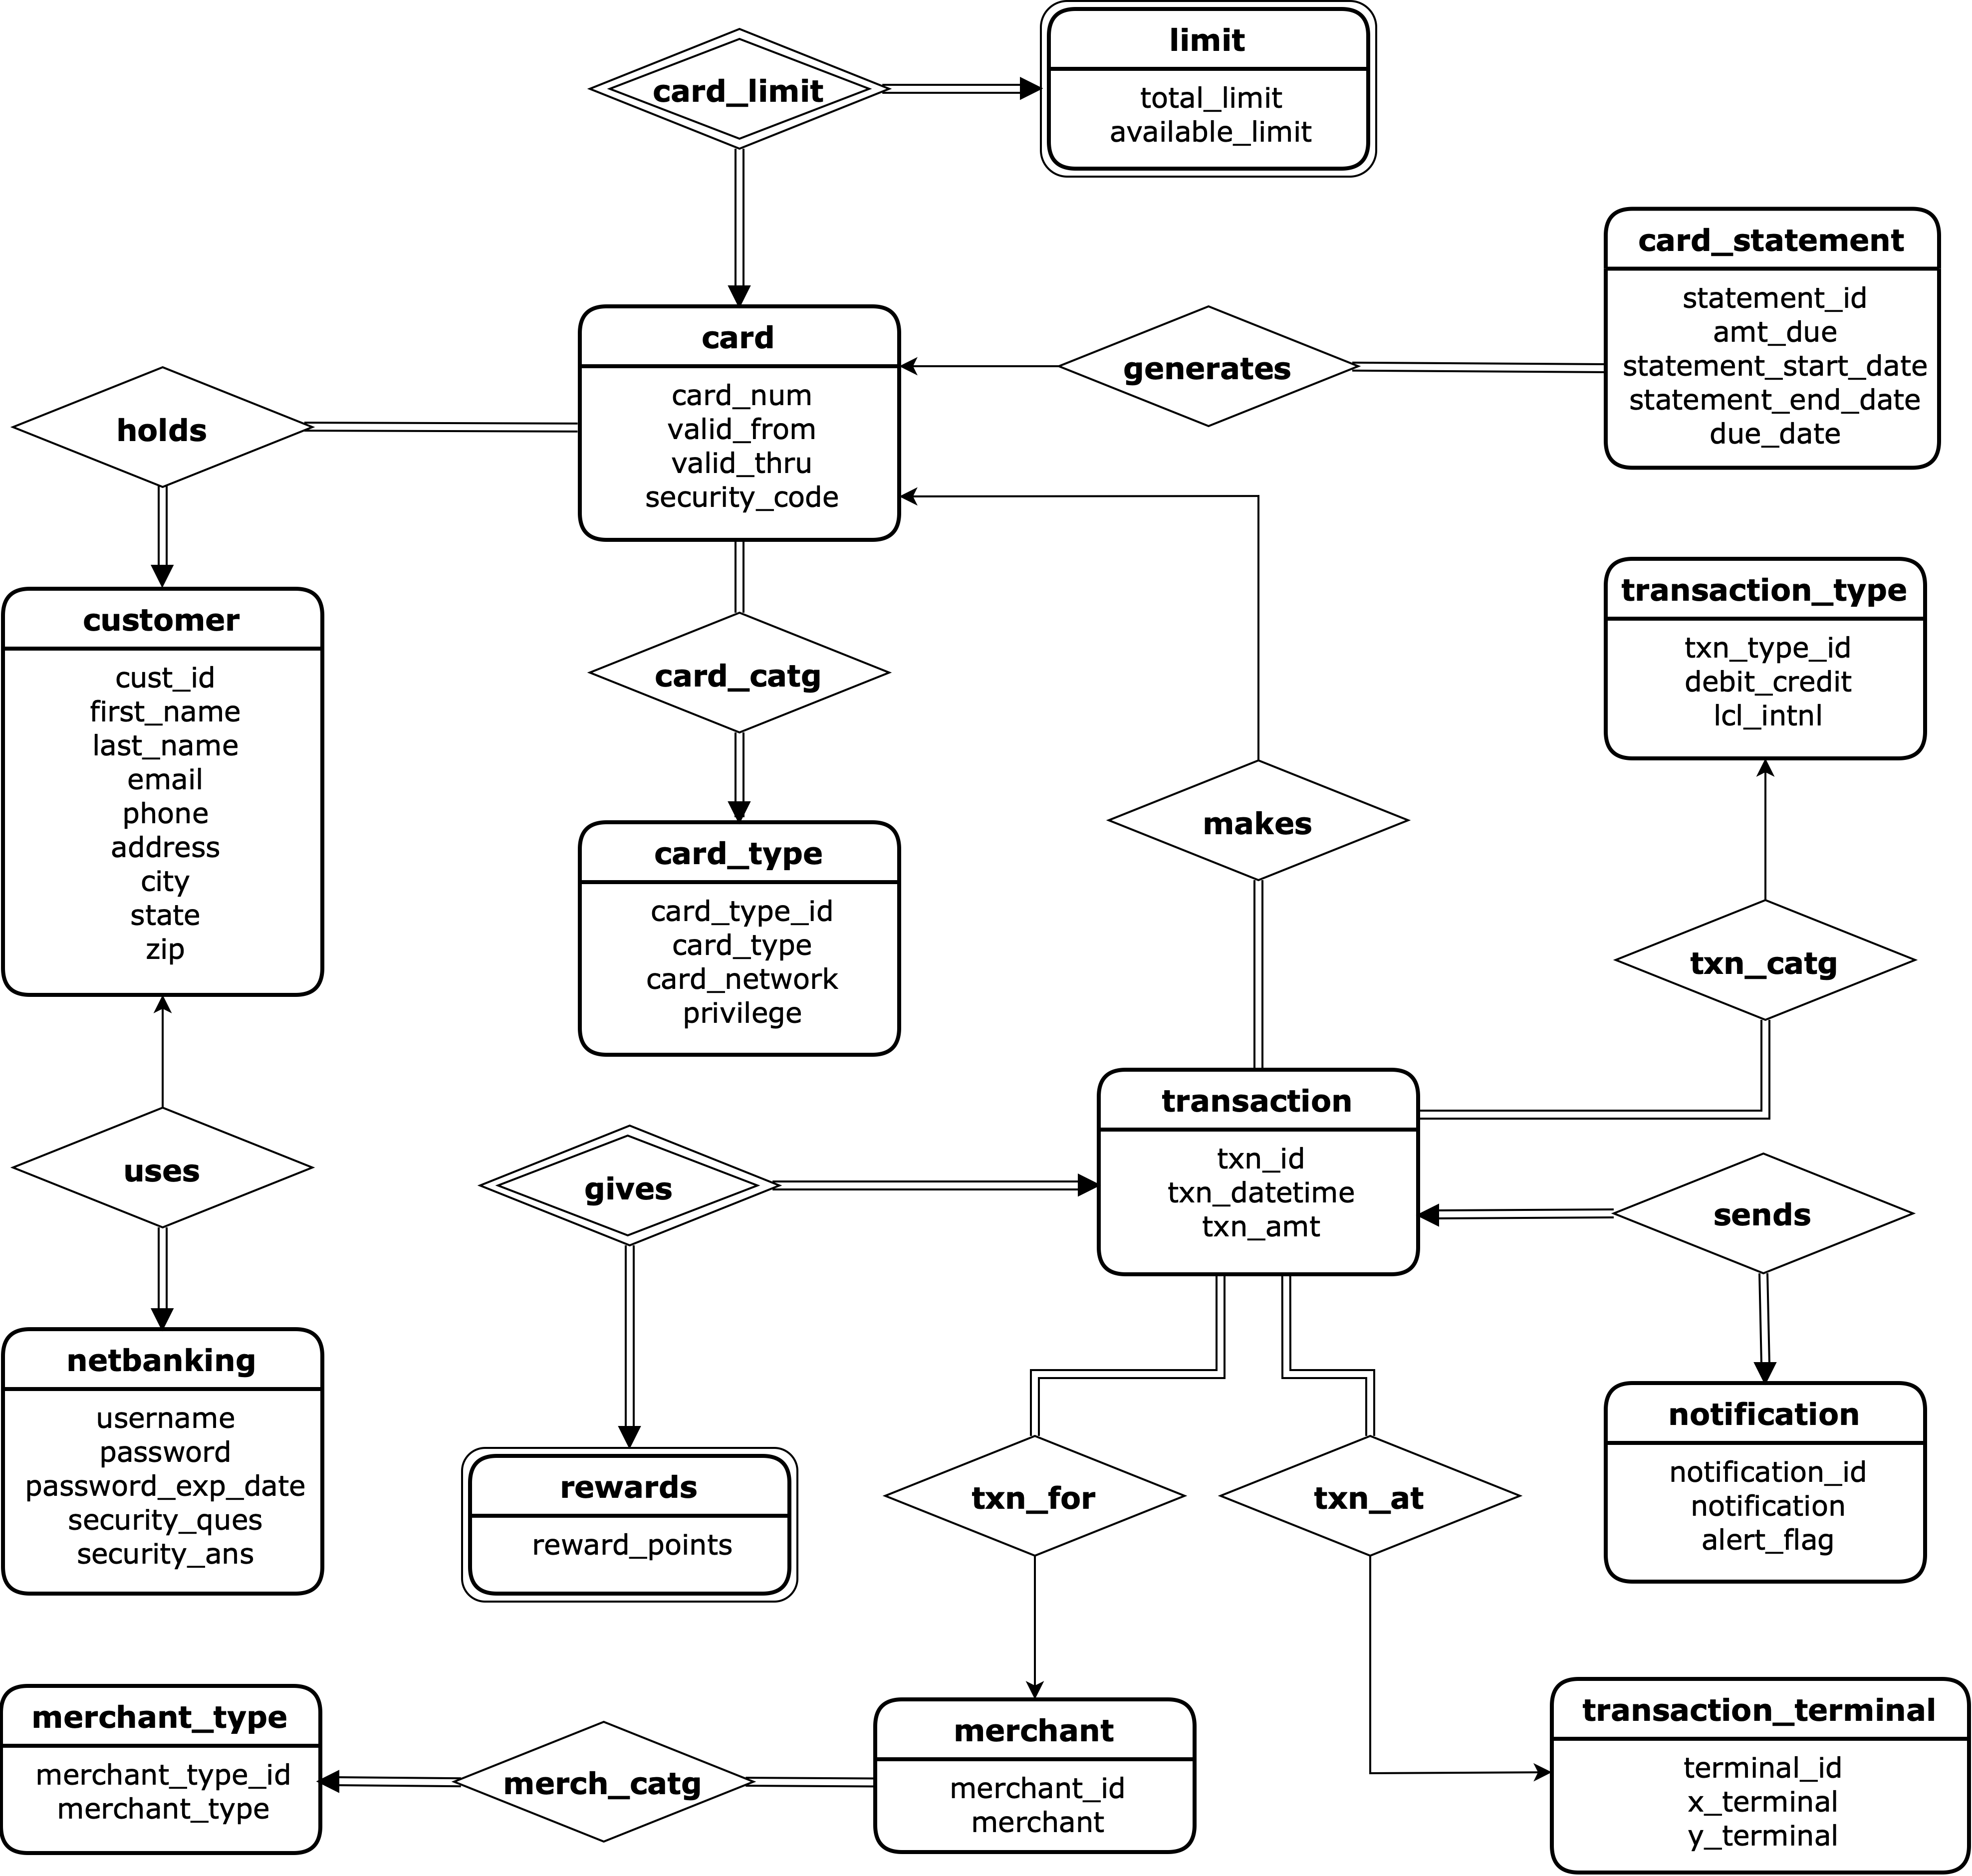 card_limit
limit
total_limit
available_limit
card_statement
statement_id
amt_due
statement_start_date
statement_end_date
due_date
card
card_num
valid_from
valid_thru
security_code
generates
holds
customer
cust_id
first_name
last_name
email
phone
address
city
state
zip
card_catg
transaction_type
txn_type_id
debit_credit
lcl_intnl
makes
card_type
card_type_id
card_type
card_network
privilege
txn_catg
transaction
txn_id
txn_datetime
txn_amt
uses
gives
sends
netbanking
username
password
password_exp_date
security_ques
security_ans
rewards
reward_points
txn_for
txn_at
notification
notification_id
notification
alert_flag
merchant_type
merchant_type_id
merchant_type
merch_catg
merchant
merchant_id
merchant
transaction_terminal
terminal_id
x_terminal
y_terminal